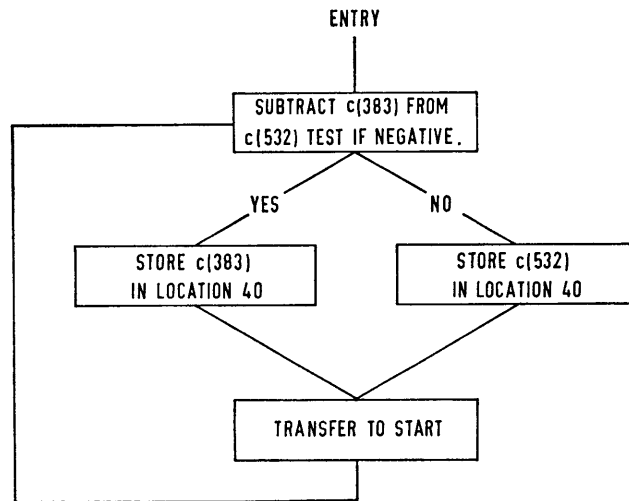 ENTRY
SUBTRACT c(383) FROM
c(532) TEST IF NEGATIVE.
YES
NO
STORE c(383)
IN LOCATION 40
STORE c(532)
IN LOCATION 40
TRANSFER TO START